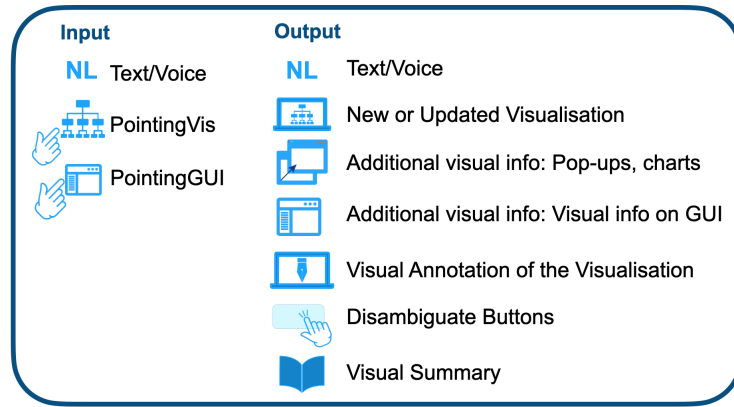 Input
NL Text/Voice
PointingVis
PointingGUI
Output
NL Text/Voice
New or Updated Visualisation
Additional visual info: Pop-ups, charts
Additional visual info: Visual info on GUI
Visual Annotation of the Visualisation
Disambiguate Buttons
Visual Summary